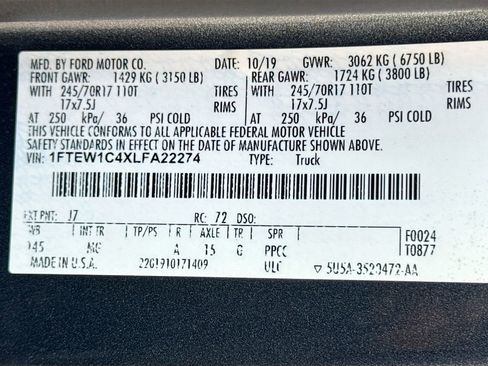 MFD. BY FORD MOTOR CO. DATE: 10/19 GVWR: 3062 KG ( 6750 LB)
FRONT GAWR: 1429 KG ( 3150 LB) REAR GAWR: 1724 KG ( 3800 LB)
WITH 245/70R17 110T TIRES WITH 245/70R17 110T TIRES
17x7.5J RIMS 17x7.5J RIMS
AT 250 kPa/ 36 PSI COLD AT 250 kPa/ 36 PSI COLD
THIS VEHICLE CONFORMS TO ALL APPLICABLE FEDERAL MOTOR VEHICLE
SAFETY STANDARDS IN EFFECT ON THE DATE OF MANUFACTURE SHOWN ABOVE.
VIN: 1FTEW1C4XLFA22274 TYPE: Truck
EXT PNT: J7 RC: 72 DSO:
WB INT TR TP/PS R AXLE TR SPR F0024
145 A 15 PPCC T0877
MADE IN U.S.A. ULC